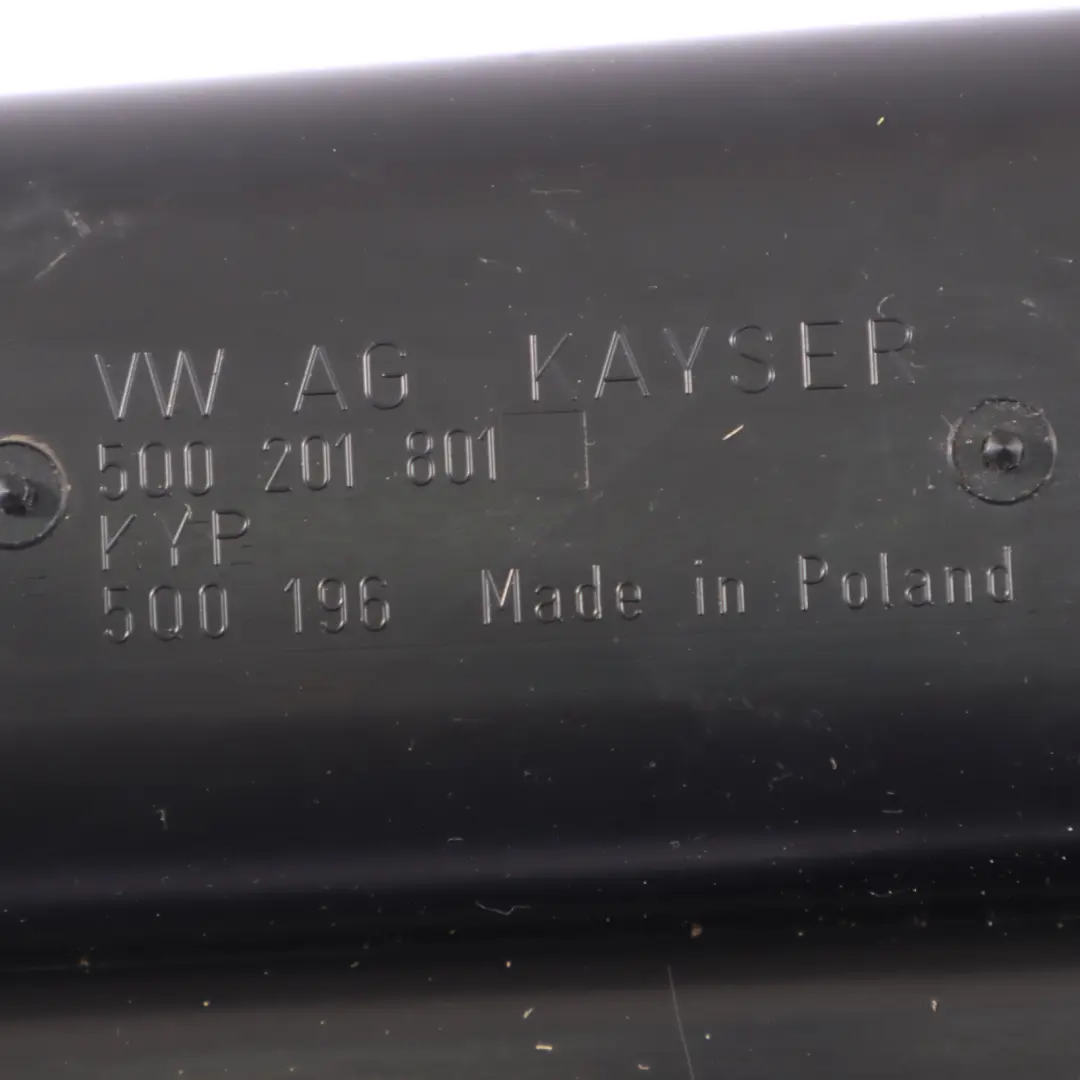 VW AG KAYSER
5Q0 201 801
KYP
5Q0 196 Made in Poland